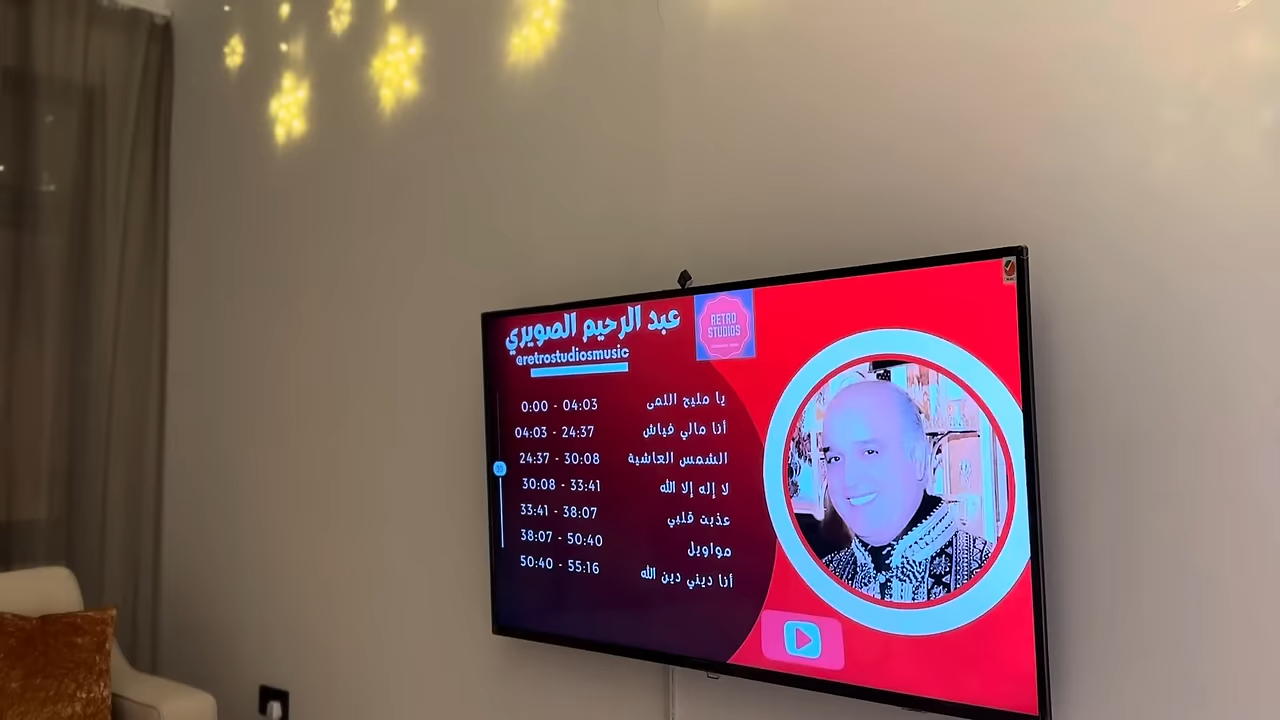 عبد الرحيم الصويري
@retrostudiosmusic
RETRO
STUDIOS
يا مليح اللمى 0:00 - 04:03
أنا مالي فياش 04:03 - 24:37
الشمس العاشية 24:37 - 30:08
لا إله إلا الله 30:08 - 33:41
عذبت قلبي 33:41 - 38:07
مواويل 38:07 - 50:40
أنا ديني دين الله 50:40 - 55:16